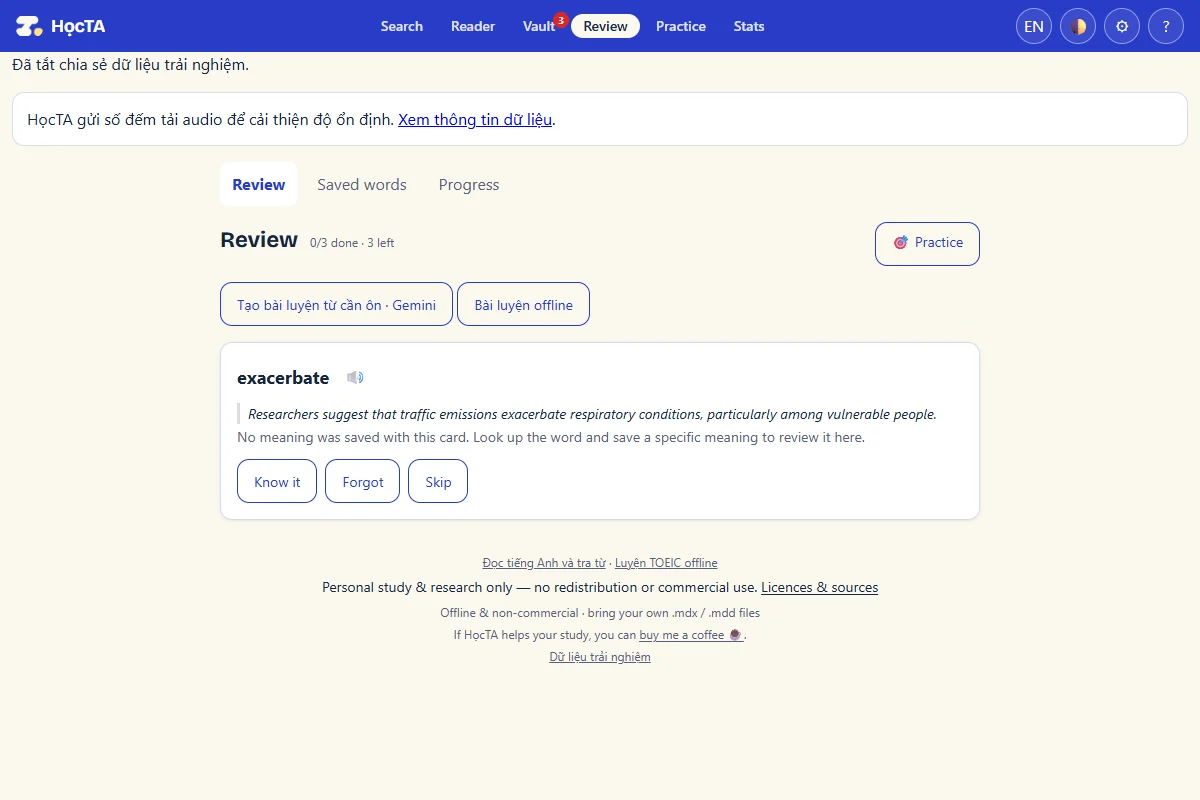 HọcTA
Search
Reader
Vault
3
Review
Practice
Stats
EN
?
Đã tắt chia sẻ dữ liệu trải nghiệm.
HọcTA gửi số đếm tải audio để cải thiện độ ổn định. Xem thông tin dữ liệu.
Review
Saved words
Progress
Review
0/3 done · 3 left
Practice
Tạo bài luyện từ cần ôn · Gemini
Bài luyện offline
exacerbate
Researchers suggest that traffic emissions exacerbate respiratory conditions, particularly among vulnerable people.
No meaning was saved with this card. Look up the word and save a specific meaning to review it here.
Know it
Forgot
Skip
Đọc tiếng Anh và tra từ · Luyện TOEIC offline
Personal study & research only — no redistribution or commercial use. Licences & sources
Offline & non-commercial · bring your own .mdx / .mdd files
If HọcTA helps your study, you can buy me a coffee .
Dữ liệu trải nghiệm